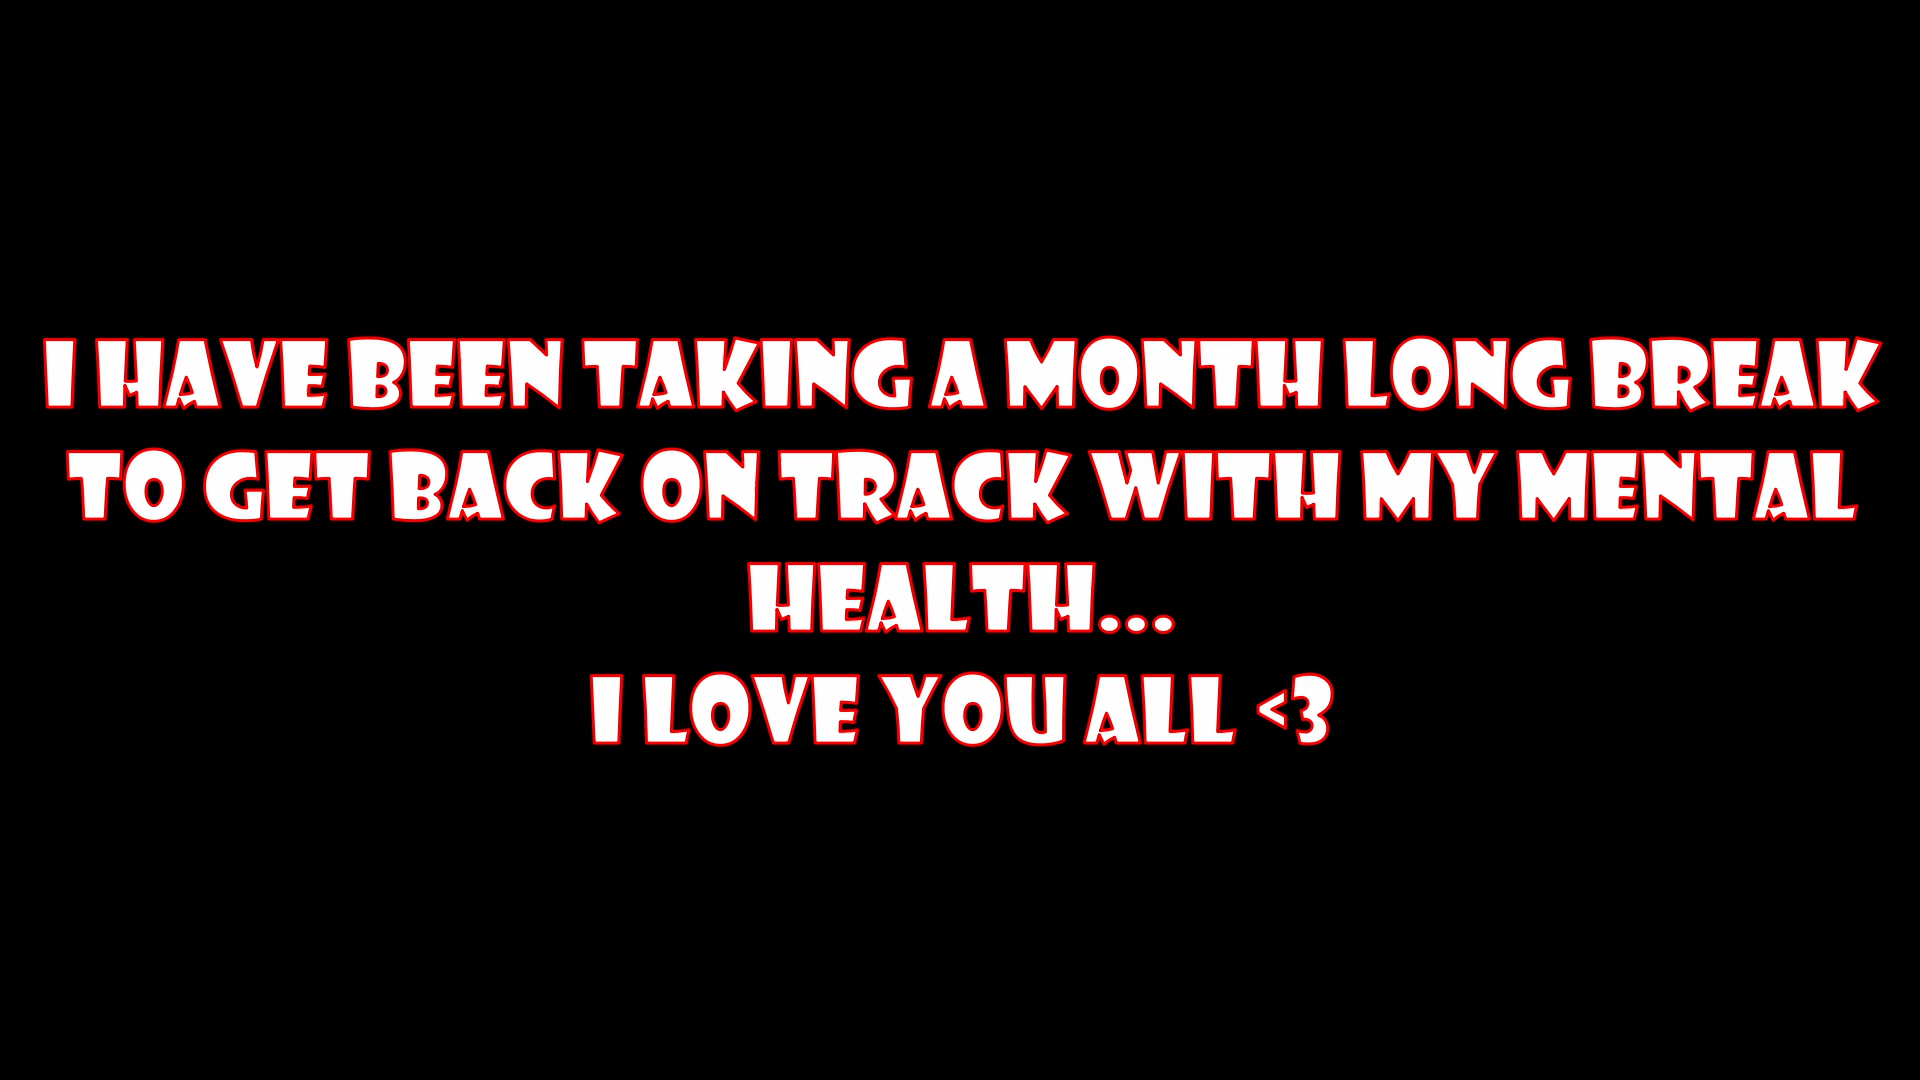 I HAVE BEEN TAKING A MONTH LONG BREAK
TO GET BACK ON TRACK WITH MY MENTAL
HEALTH...
I LOVE YOU ALL <3